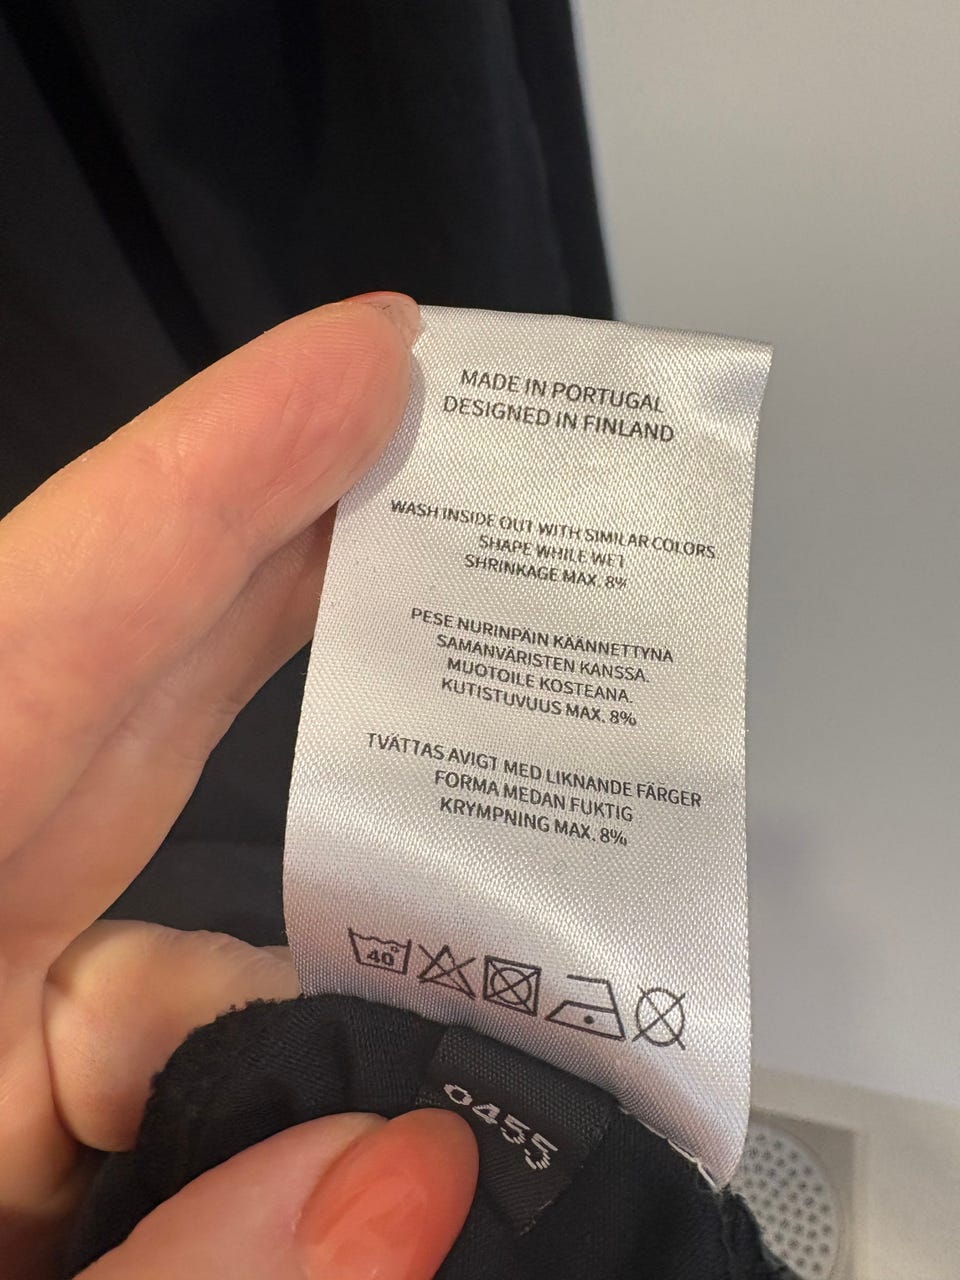 MADE IN PORTUGAL
DESIGNED IN FINLAND
WASH INSIDE OUT WITH SIMILAR COLORS
SHAPE WHILE WET
SHRINKAGE MAX. 8%
PESE NURINPÄIN KÄÄNNETTYNA
SAMANVÄRISTEN KANSSA.
MUOTOILE KOSTEANA.
KUTISTUVUUS MAX. 8%
TVÄTTAS AVIGT MED LIKNANDE FÄRGER
FORMA MEDAN FUKTIG
KRYMPNING MAX. 8%
40°
0455